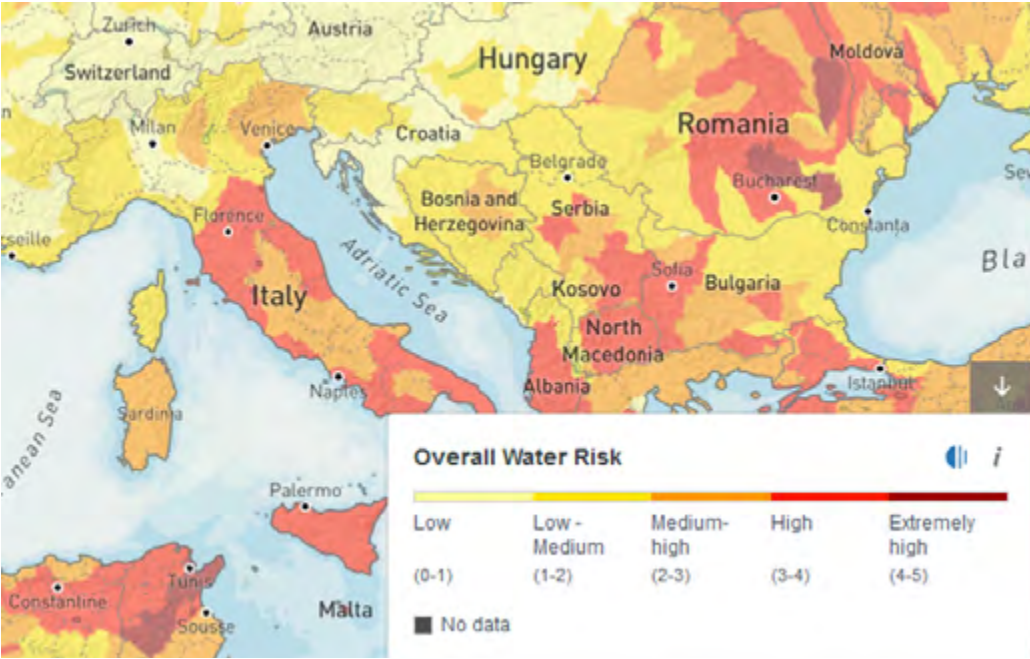 Zurich
Austria
Hungary
Moldova
Switzerland
Milan
Venice
Croatia
Romania
Belgrade
Bucharest
Bosnia and
Herzegovina
Serbia
Florence
Constanța
Adriatic Sea
Sofia
Bulgaria
Italy
Kosovo
North
Macedonia
Naples
Albania
Istanbul
Sardinia
Palermo
Tunis
Constantine
Sousse
Malta
Overall Water Risk
i
Low
Low -
Medium
Medium-
high
High
Extremely
high
(0-1)
(1-2)
(2-3)
(3-4)
(4-5)
No data